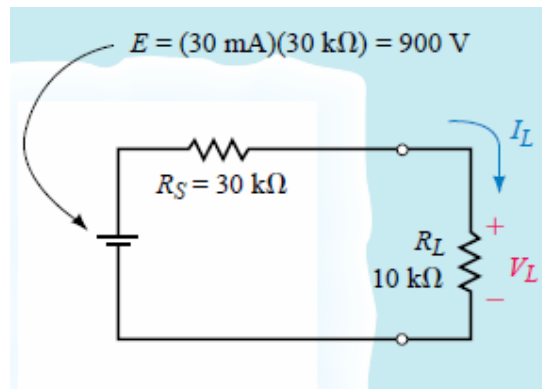 E = (30 mA)(30 kΩ) = 900 V
I_L
R_S = 30 kΩ
+
R_L
10 kΩ
V_L
−